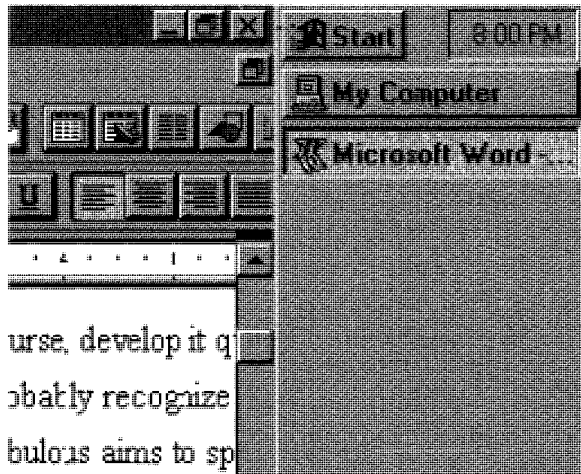 Start 8:00 PM
My Computer
Microsoft Word -...
U
urse, develop it q
obably recognize
bulous aims to sp